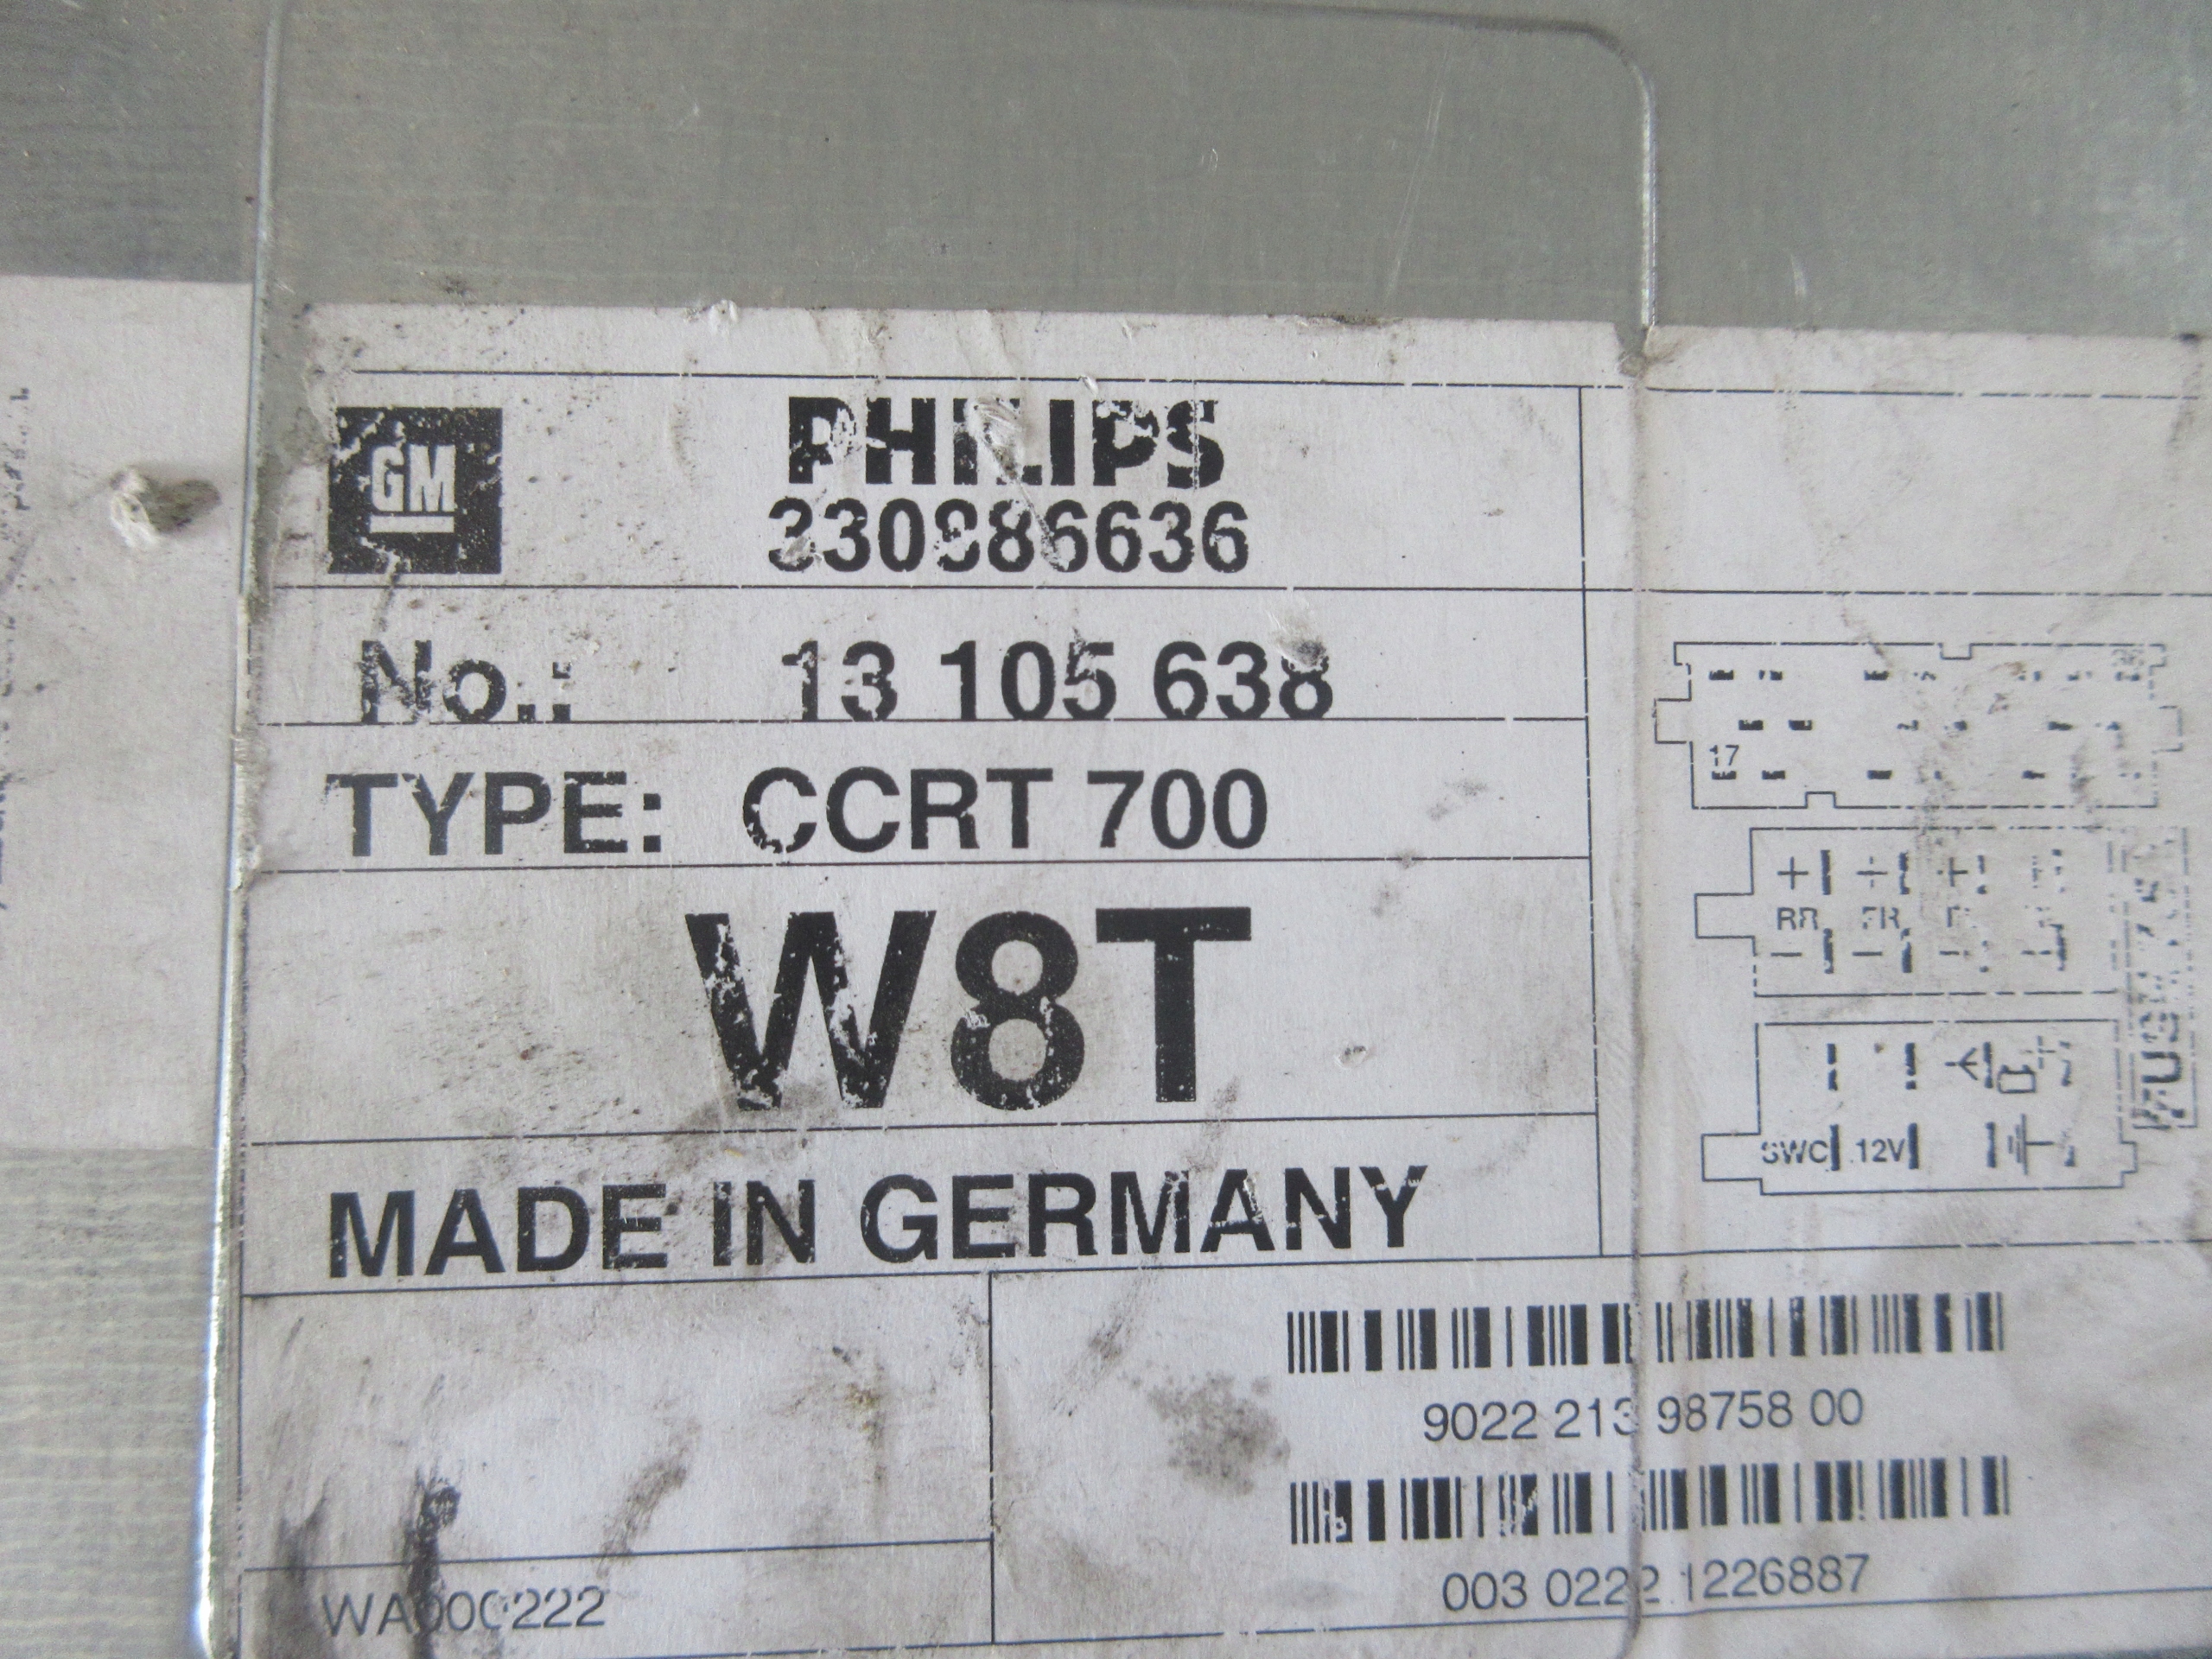 GM
PHILIPS
330886636
No.: 13 105 638
TYPE: CCRT 700
W8T
MADE IN GERMANY
17
+ + +
RR FR
- - -
SWC 12V
9022 213 98758 00
003 0222 1226887
WA000222